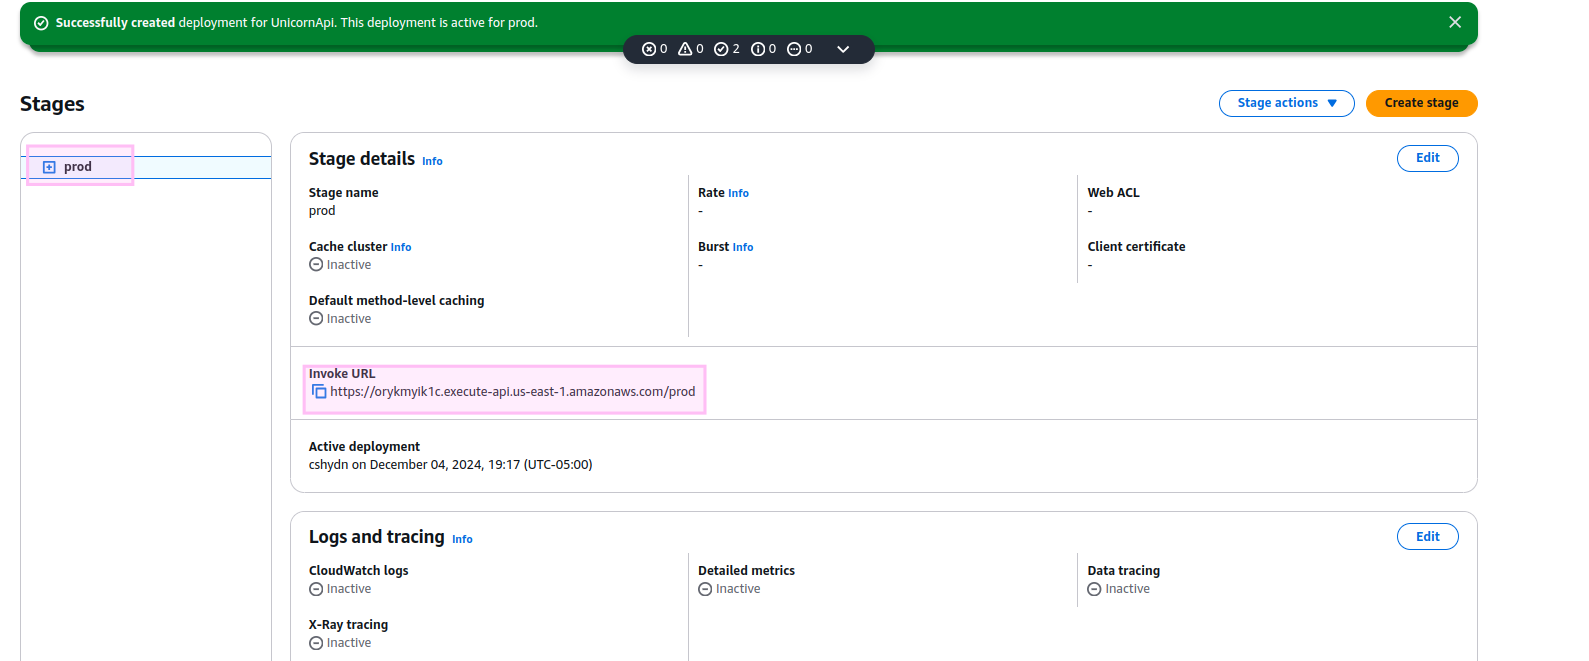 Successfully created deployment for UnicornApi. This deployment is active for prod.
0 0 2 0 0
Stages
Stage actions
Create stage
prod
Stage details Info
Edit
Stage name
prod
Rate Info
-
Web ACL
-
Cache cluster Info
Inactive
Burst Info
-
Client certificate
-
Default method-level caching
Inactive
Invoke URL
https://orykmyik1c.execute-api.us-east-1.amazonaws.com/prod
Active deployment
cshydn on December 04, 2024, 19:17 (UTC-05:00)
Logs and tracing Info
Edit
CloudWatch logs
Inactive
Detailed metrics
Inactive
Data tracing
Inactive
X-Ray tracing
Inactive